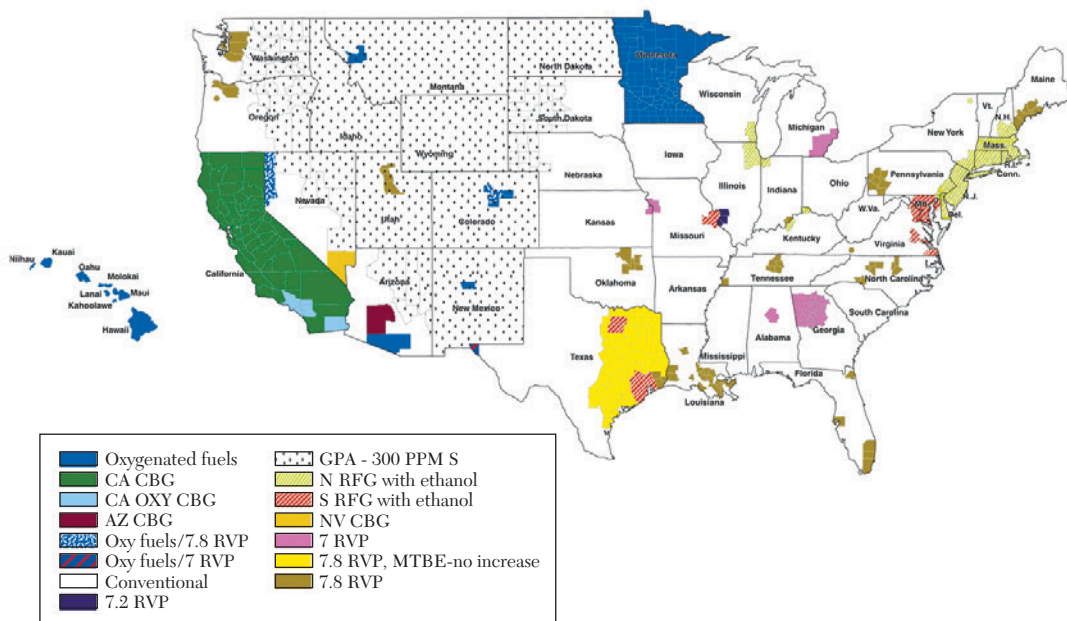 Washington
Oregon
Idaho
Montana
North Dakota
Minnesota
South Dakota
Wyoming
Wisconsin
Michigan
New York
Vt.
N.H.
Maine
Mass.
R.I.
Conn.
Nebraska
Iowa
Illinois
Indiana
Ohio
Pennsylvania
N.J.
Del.
Nevada
Utah
Colorado
Kansas
Missouri
Kentucky
W.Va.
Virginia
California
Arizona
New Mexico
Oklahoma
Arkansas
Tennessee
North Carolina
South Carolina
Texas
Louisiana
Mississippi
Alabama
Georgia
Florida
Niihau
Kauai
Oahu
Molokai
Lanai
Maui
Kahoolawe
Hawaii
Oxygenated fuels
CA CBG
CA OXY CBG
AZ CBG
Oxy fuels/7.8 RVP
Oxy fuels/7 RVP
Conventional
7.2 RVP
GPA - 300 PPM S
N RFG with ethanol
S RFG with ethanol
NV CBG
7 RVP
7.8 RVP, MTBE-no increase
7.8 RVP